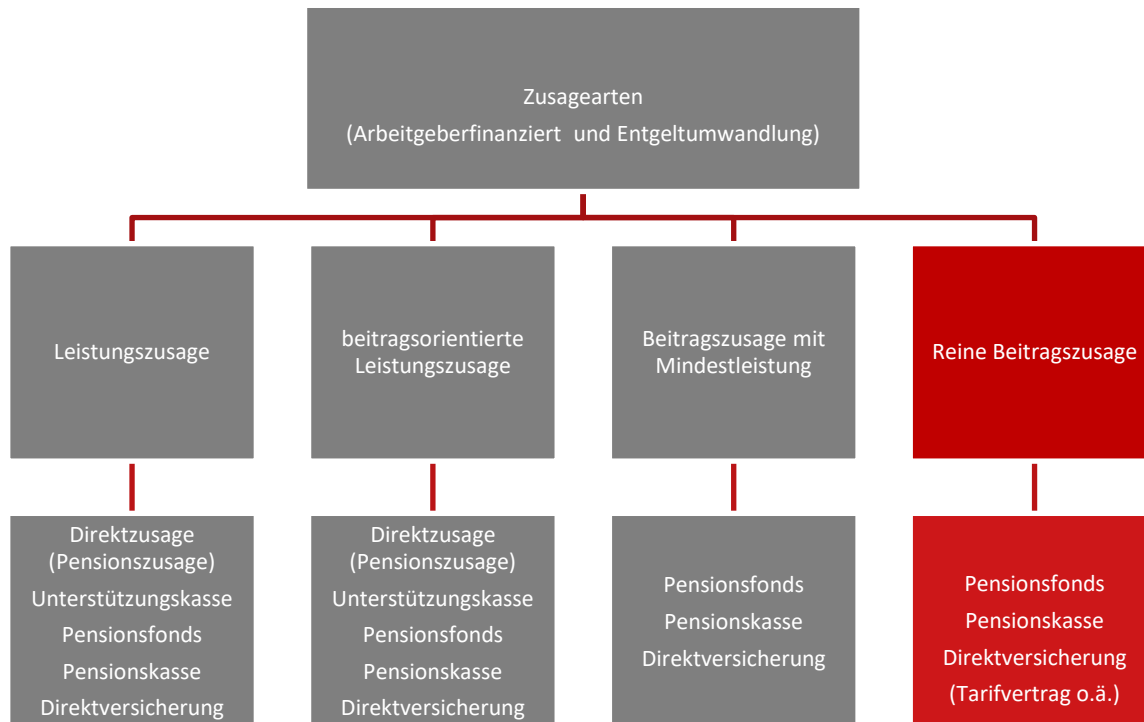 Zusagearten
(Arbeitgeberfinanziert und Entgeltumwandlung)
Leistungszusage
beitragsorientierte
Leistungszusage
Beitragszusage mit
Mindestleistung
Reine Beitragszusage
Direktzusage
(Pensionszusage)
Unterstützungskasse
Pensionsfonds
Pensionskasse
Direktversicherung
Direktzusage
(Pensionszusage)
Unterstützungskasse
Pensionsfonds
Pensionskasse
Direktversicherung
Pensionsfonds
Pensionskasse
Direktversicherung
Pensionsfonds
Pensionskasse
Direktversicherung
(Tarifvertrag o.ä.)